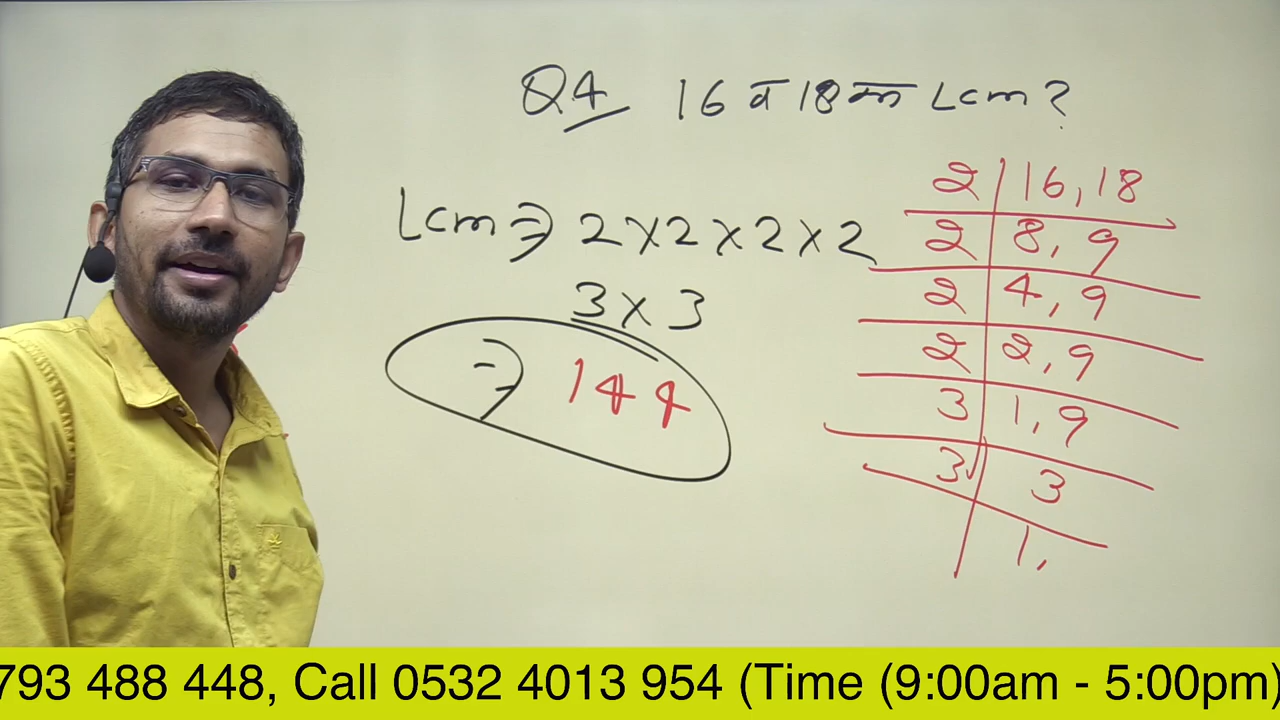 Q4 16 व 18 का Lcm?
Lcm ⇒ 2×2×2×2
3×3
⇒ 144
2 | 16, 18
2 | 8, 9
2 | 4, 9
2 | 2, 9
3 | 1, 9
3 | 3
1,
793 488 448, Call 0532 4013 954 (Time (9:00am - 5:00pm)